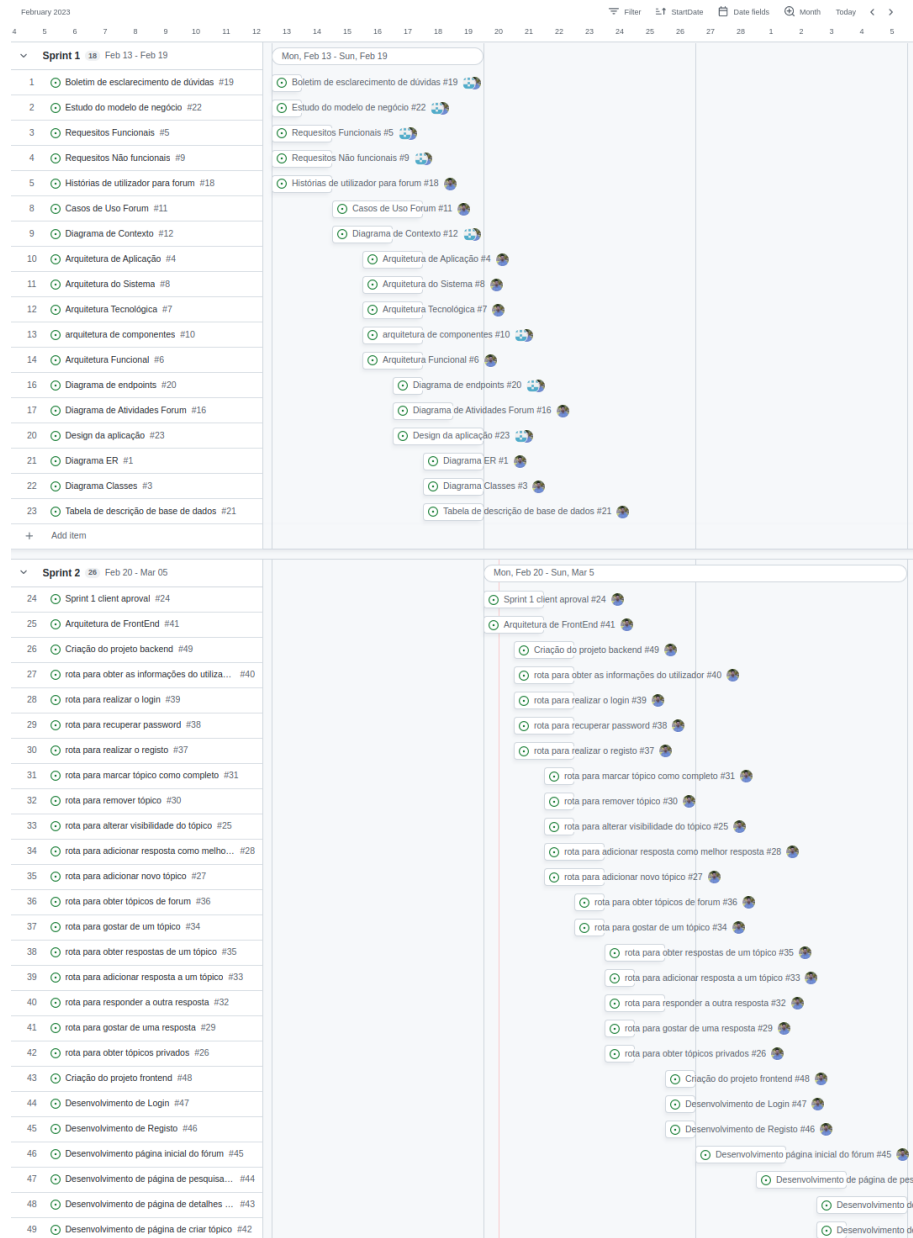 February 2023 Filter StartDate Date fields Month Today
4 5 6 7 8 9 10 11 12 13 14 15 16 17 18 19 20 21 22 23 24 25 26 27 28 1 2 3 4 5
Sprint 1 18 Feb 13 - Feb 19 Mon, Feb 13 - Sun, Feb 19
1 Boletim de esclarecimento de dúvidas #19 Boletim de esclarecimento de dúvidas #19
2 Estudo do modelo de negócio #22 Estudo do modelo de negócio #22
3 Requesitos Funcionais #5 Requesitos Funcionais #5
4 Requesitos Não funcionais #9 Requesitos Não funcionais #9
5 Histórias de utilizador para forum #18 Histórias de utilizador para forum #18
8 Casos de Uso Forum #11 Casos de Uso Forum #11
9 Diagrama de Contexto #12 Diagrama de Contexto #12
10 Arquitetura de Aplicação #4 Arquitetura de Aplicação #4
11 Arquitetura do Sistema #8 Arquitetura do Sistema #8
12 Arquitetura Tecnológica #7 Arquitetura Tecnológica #7
13 arquitetura de componentes #10 arquitetura de componentes #10
14 Arquitetura Funcional #6 Arquitetura Funcional #6
16 Diagrama de endpoints #20 Diagrama de endpoints #20
17 Diagrama de Atividades Forum #16 Diagrama de Atividades Forum #16
20 Design da aplicação #23 Design da aplicação #23
21 Diagrama ER #1 Diagrama ER #1
22 Diagrama Classes #3 Diagrama Classes #3
23 Tabela de descrição de base de dados #21 Tabela de descrição de base de dados #21
+ Add item
Sprint 2 26 Feb 20 - Mar 05 Mon, Feb 20 - Sun, Mar 5
24 Sprint 1 client aproval #24 Sprint 1 client aproval #24
25 Arquitetura de FrontEnd #41 Arquitetura de FrontEnd #41
26 Criação do projeto backend #49 Criação do projeto backend #49
27 rota para obter as informações do utiliza... #40 rota para obter as informações do utilizador #40
28 rota para realizar o login #39 rota para realizar o login #39
29 rota para recuperar password #38 rota para recuperar password #38
30 rota para realizar o registo #37 rota para realizar o registo #37
31 rota para marcar tópico como completo #31 rota para marcar tópico como completo #31
32 rota para remover tópico #30 rota para remover tópico #30
33 rota para alterar visibilidade do tópico #25 rota para alterar visibilidade do tópico #25
34 rota para adicionar resposta como melho... #28 rota para adicionar resposta como melhor resposta #28
35 rota para adicionar novo tópico #27 rota para adicionar novo tópico #27
36 rota para obter tópicos de forum #36 rota para obter tópicos de forum #36
37 rota para gostar de um tópico #34 rota para gostar de um tópico #34
38 rota para obter respostas de um tópico #35 rota para obter respostas de um tópico #35
39 rota para adicionar resposta a um tópico #33 rota para adicionar resposta a um tópico #33
40 rota para responder a outra resposta #32 rota para responder a outra resposta #32
41 rota para gostar de uma resposta #29 rota para gostar de uma resposta #29
42 rota para obter tópicos privados #26 rota para obter tópicos privados #26
43 Criação do projeto frontend #48 Criação do projeto frontend #48
44 Desenvolvimento de Login #47 Desenvolvimento de Login #47
45 Desenvolvimento de Registo #46 Desenvolvimento de Registo #46
46 Desenvolvimento página inicial do fórum #45 Desenvolvimento página inicial do fórum #45
47 Desenvolvimento de página de pesquisa... #44 Desenvolvimento de página de pes
48 Desenvolvimento de página de detalhes ... #43 Desenvolvimento d
49 Desenvolvimento de página de criar tópico #42 Desenvolvimento d